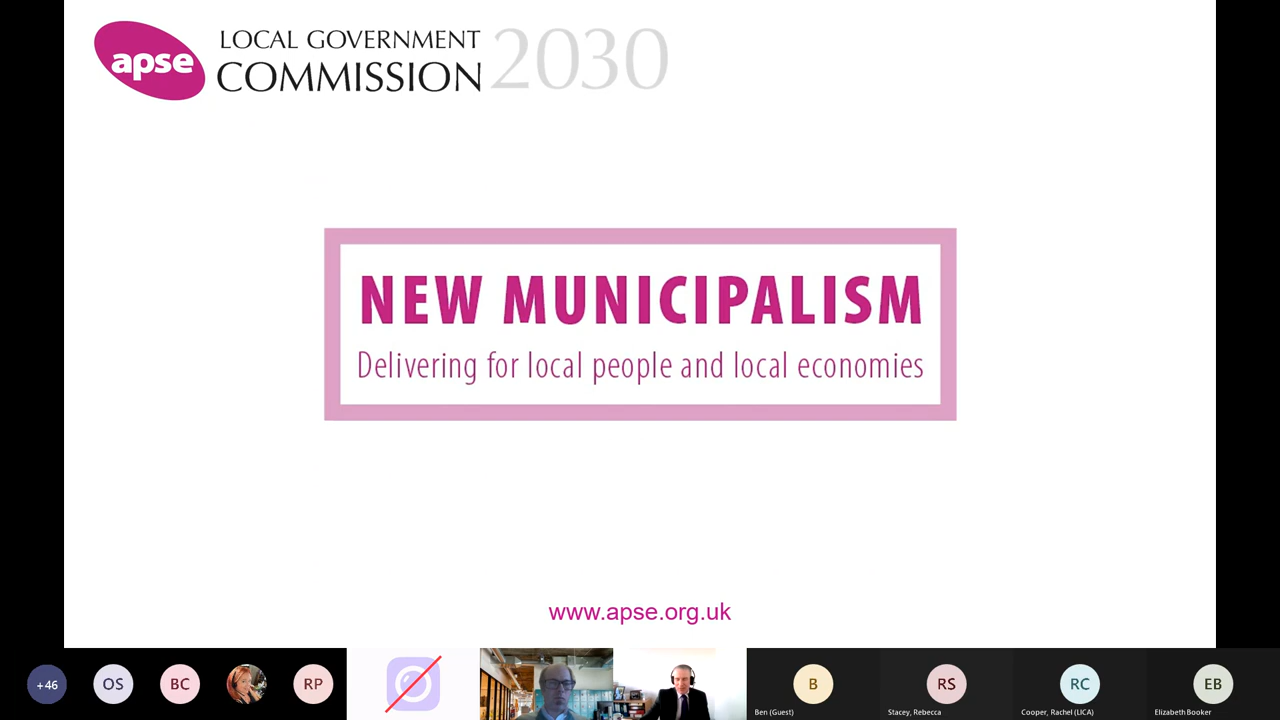 apse
LOCAL GOVERNMENT
COMMISSION 2030
NEW MUNICIPALISM
Delivering for local people and local economies
www.apse.org.uk
+46
OS
BC
RP
B
RS
RC
EB
Ben (Guest)
Stacey, Rebecca
Cooper, Rachel (LICA)
Elizabeth Booker